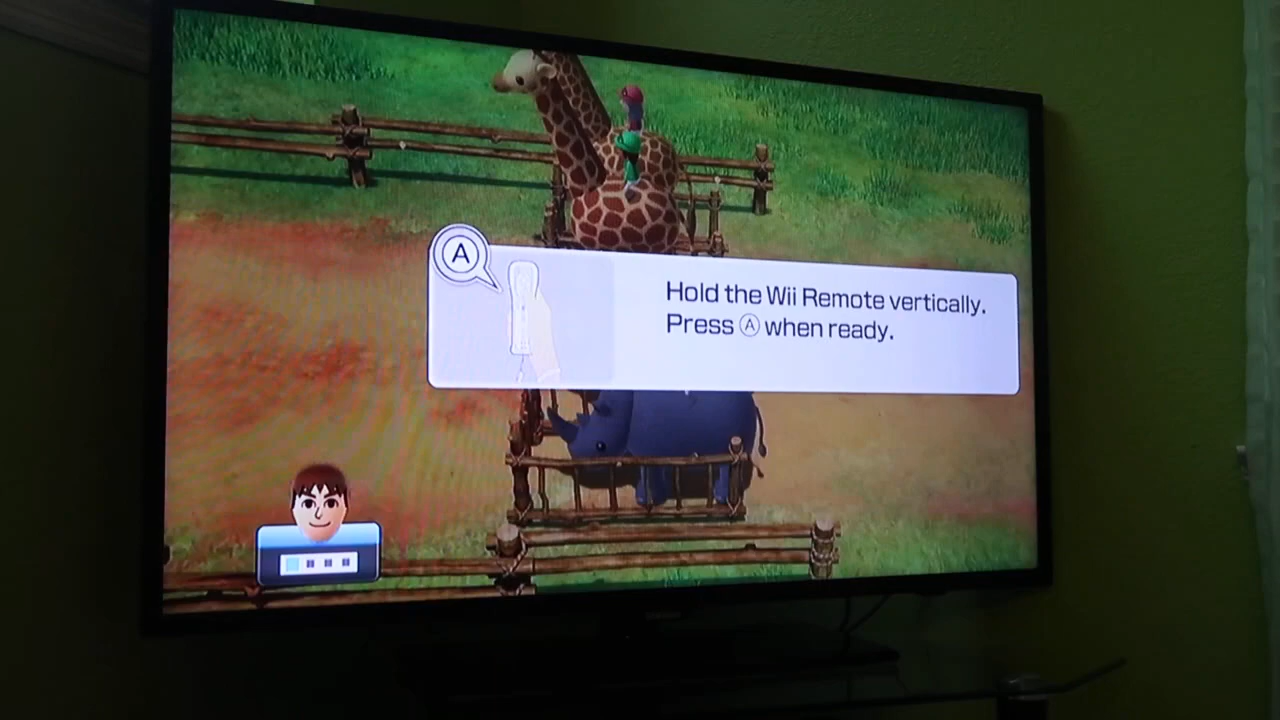 A
Hold the Wii Remote vertically.
Press Ⓐ when ready.